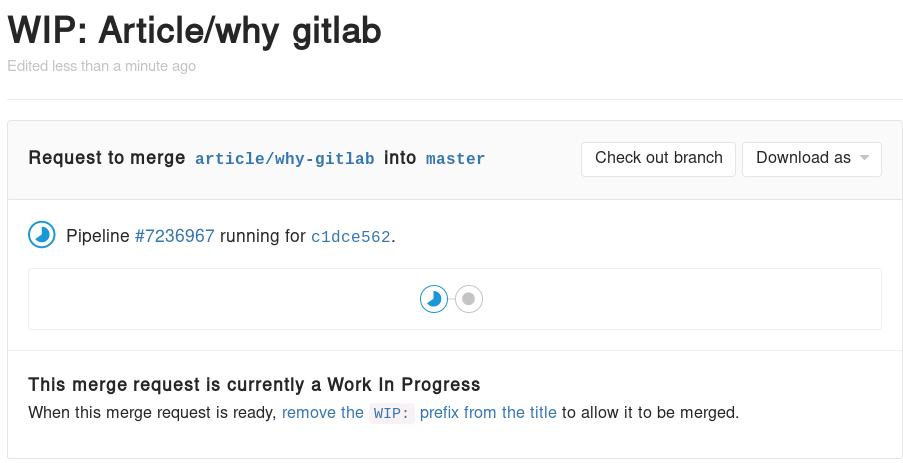 WIP: Article/why gitlab
Edited less than a minute ago
Request to merge article/why-gitlab into master
Check out branch
Download as
Pipeline #7236967 running for c1dce562.
This merge request is currently a Work In Progress
When this merge request is ready, remove the WIP: prefix from the title to allow it to be merged.